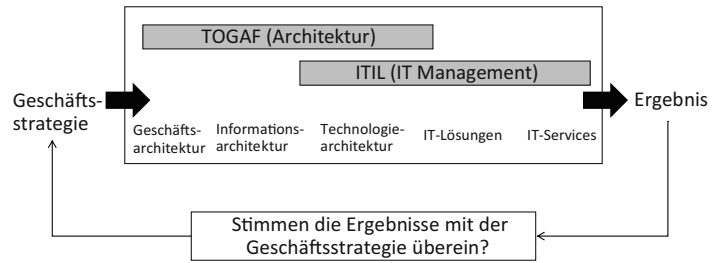 TOGAF (Architektur)
ITIL (IT Management)
Geschäfts-
strategie
Ergebnis
Geschäfts-
architektur
Informations-
architektur
Technologie-
architektur
IT-Lösungen
IT-Services
Stimmen die Ergebnisse mit der
Geschäftsstrategie überein?